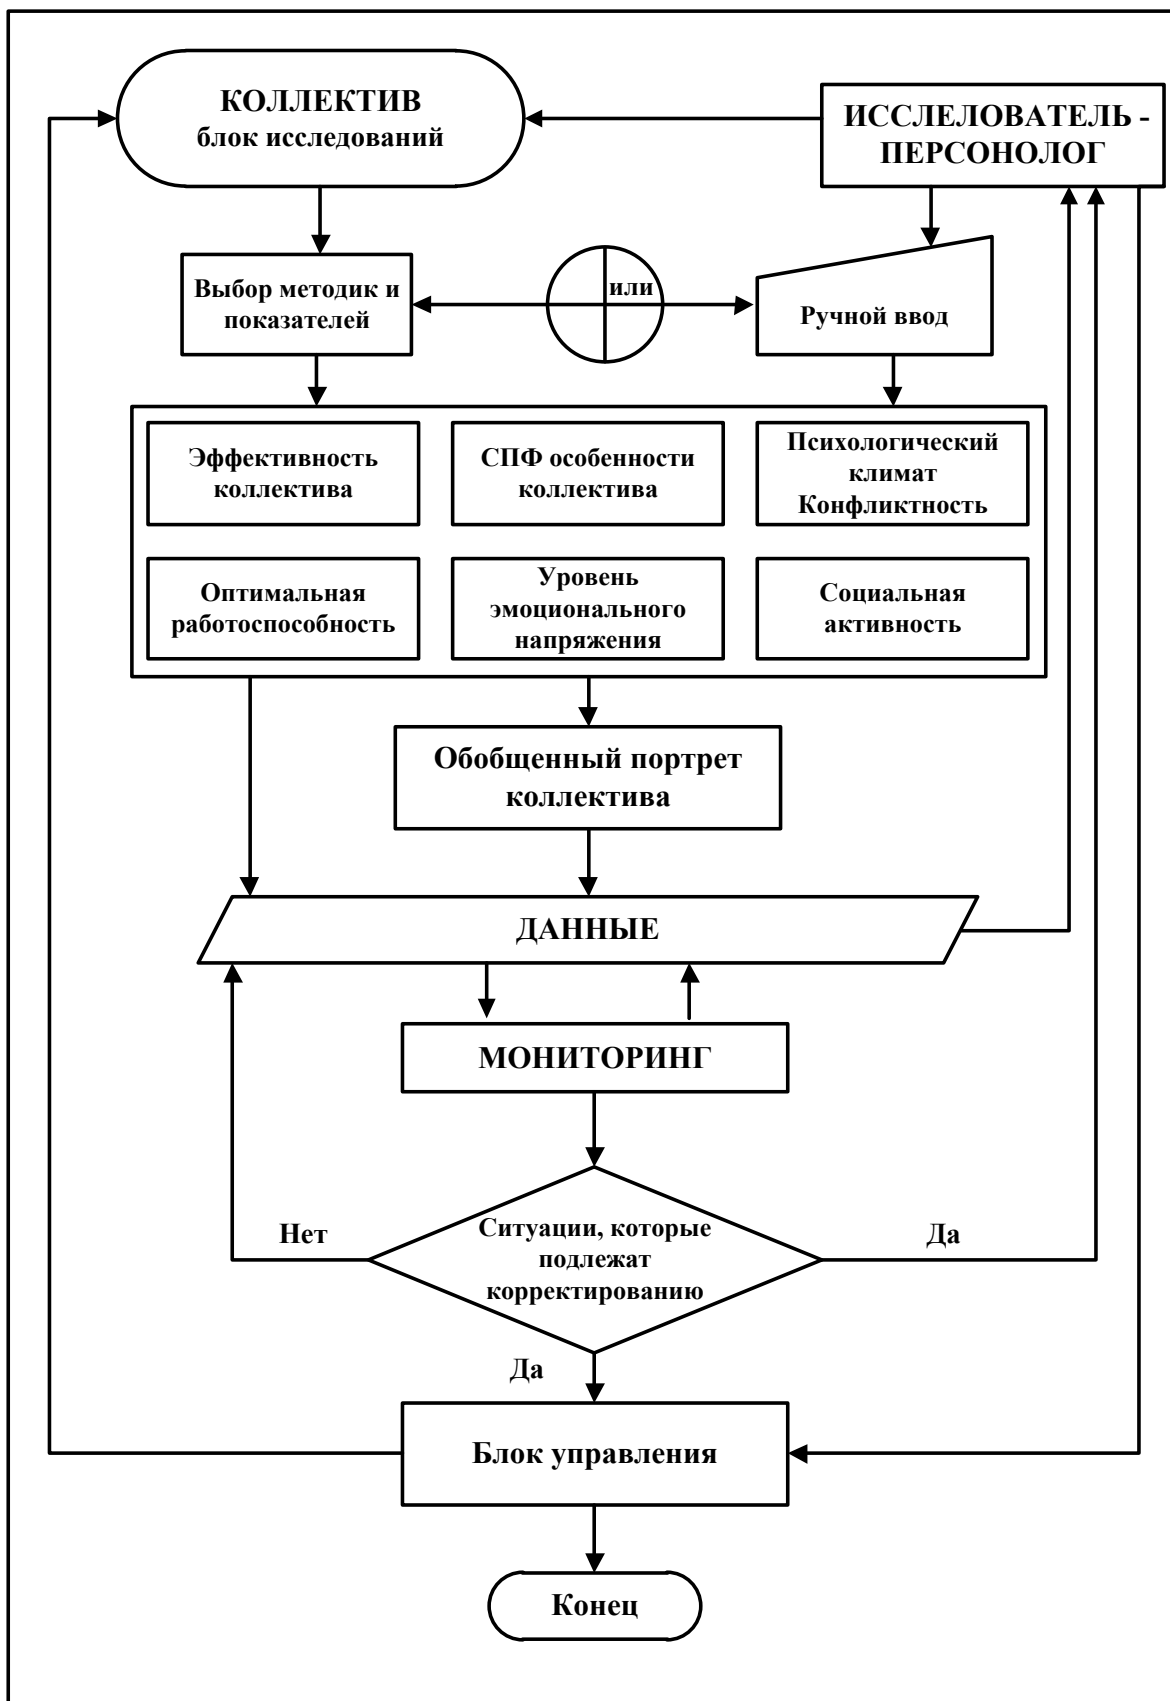 КОЛЛЕКТИВ
блок исследований
ИССЛЕЛОВАТЕЛЬ -
ПЕРСОНОЛОГ
Выбор методик и
показателей
или
Ручной ввод
Эффективность
коллектива
СПФ особенности
коллектива
Психологический
климат
Конфликтность
Оптимальная
работоспособность
Уровень
эмоционального
напряжения
Социальная
активность
Обобщенный портрет
коллектива
ДАННЫЕ
МОНИТОРИНГ
Нет
Ситуации, которые
подлежат
корректированию
Да
Да
Блок управления
Конец